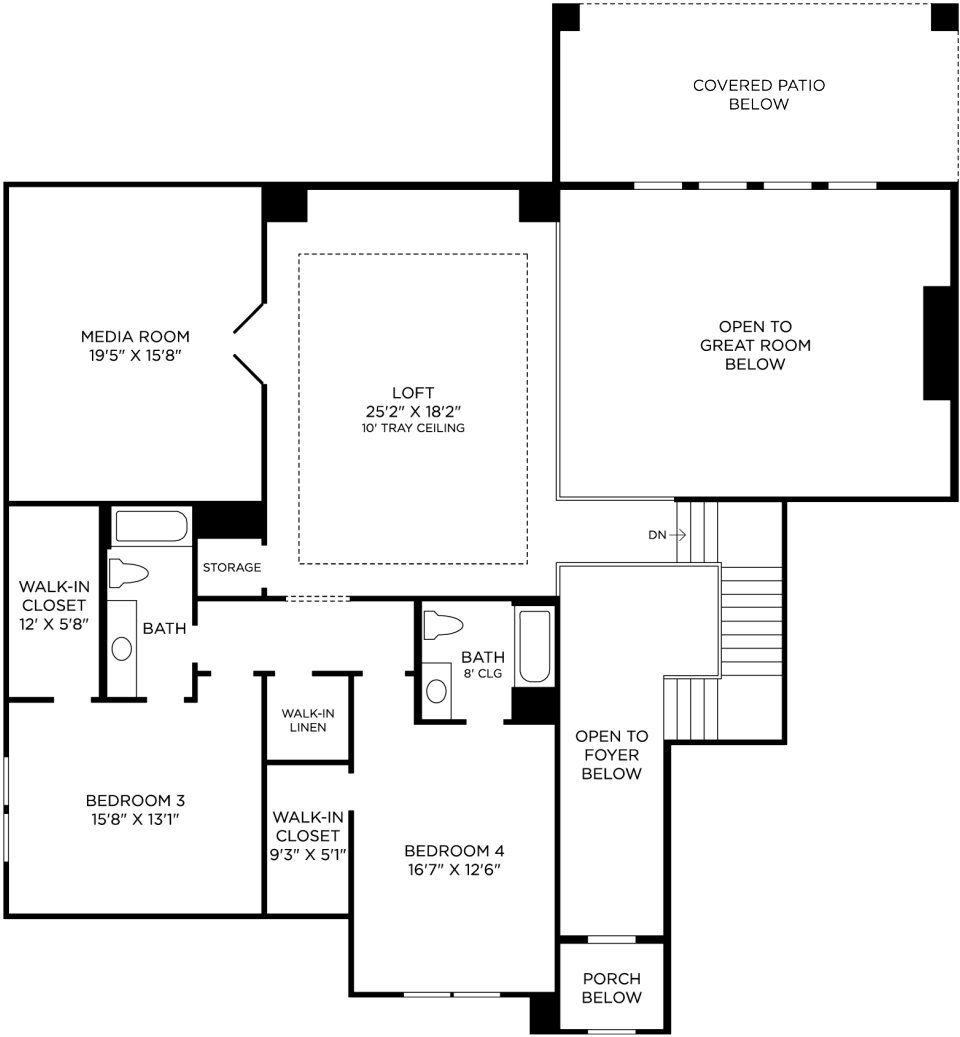 COVERED PATIO
BELOW
MEDIA ROOM
19'5" X 15'8"
OPEN TO
GREAT ROOM
BELOW
LOFT
25'2" X 18'2"
10' TRAY CEILING
DN
STORAGE
WALK-IN
CLOSET
12' X 5'8"
BATH
BATH
8' CLG
WALK-IN
LINEN
OPEN TO
FOYER
BELOW
BEDROOM 3
15'8" X 13'1"
WALK-IN
CLOSET
9'3" X 5'1"
BEDROOM 4
16'7" X 12'6"
PORCH
BELOW